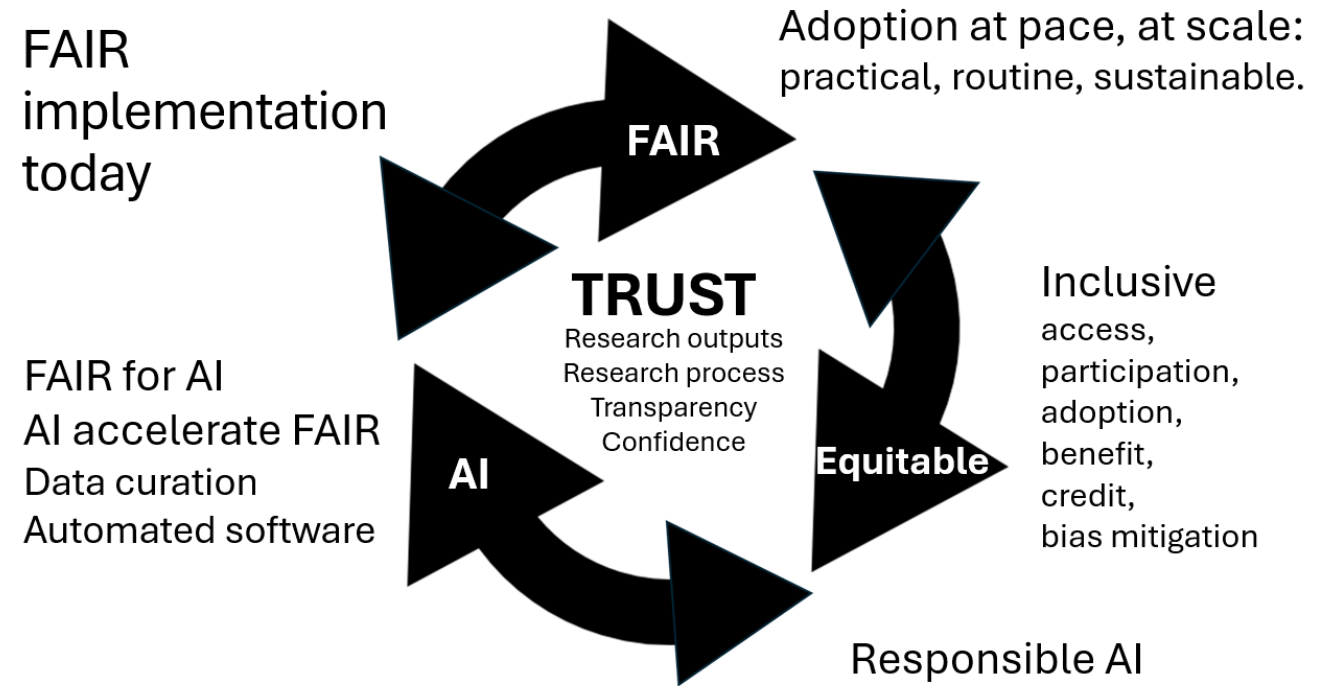 FAIR
implementation
today
Adoption at pace, at scale:
practical, routine, sustainable.
FAIR
TRUST
Research outputs
Research process
Transparency
Confidence
Inclusive
access,
participation,
adoption,
benefit,
credit,
bias mitigation
Equitable
FAIR for AI
AI accelerate FAIR
Data curation
Automated software
AI
Responsible AI